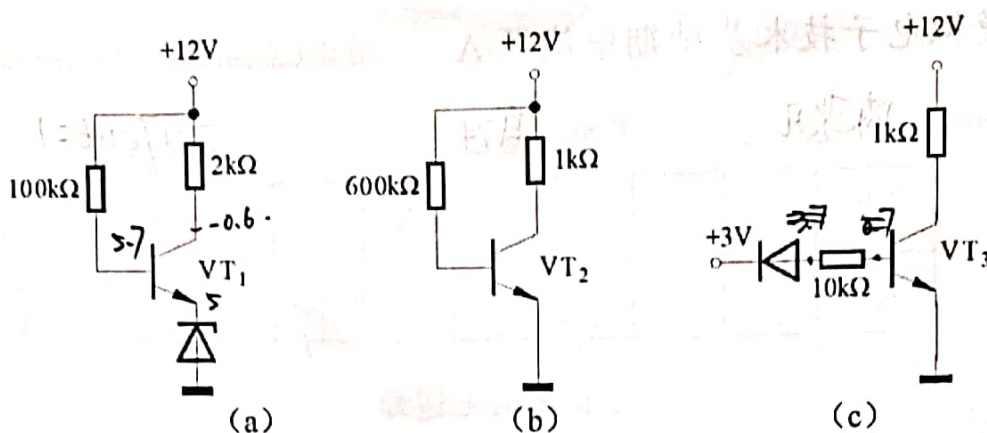 +12V
100kΩ
2kΩ
-0.6
5.7
VT1
5
(a)
+12V
600kΩ
1kΩ
VT2
(b)
+12V
1kΩ
+3V
10kΩ
VT3
(c)